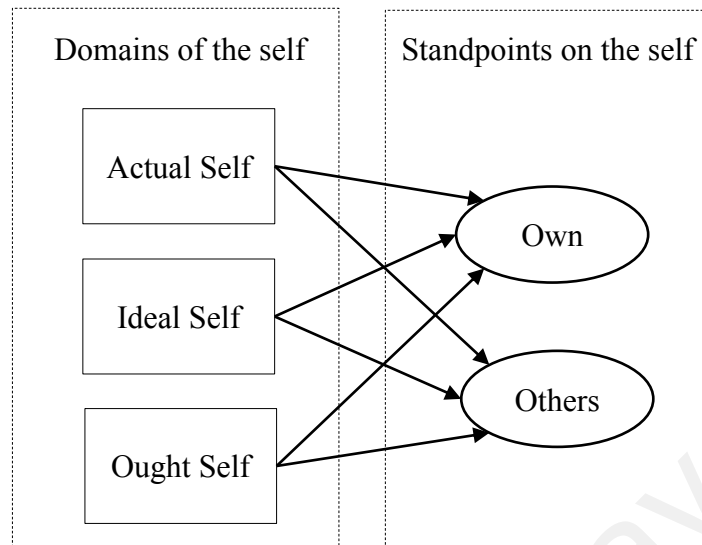 Domains of the self
Standpoints on the self
Actual Self
Own
Ideal Self
Others
Ought Self